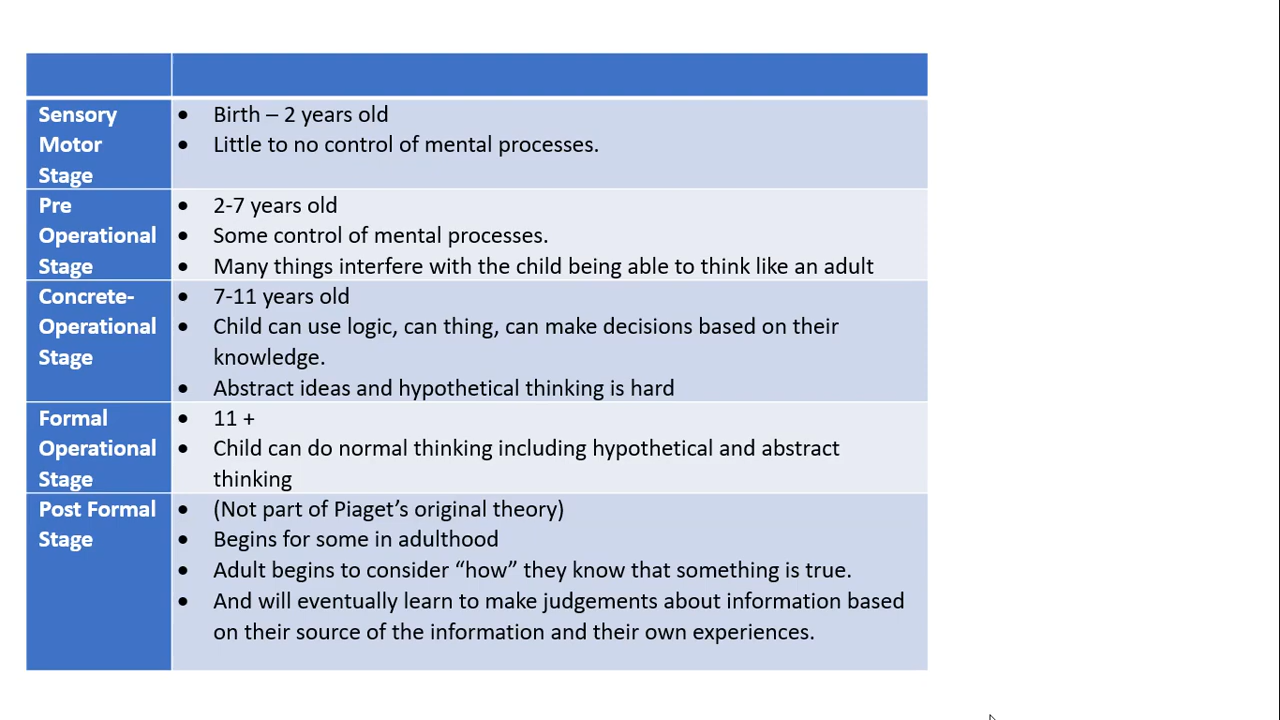 Sensory
Motor
Stage
• Birth – 2 years old
• Little to no control of mental processes.
Pre
Operational
Stage
• 2-7 years old
• Some control of mental processes.
• Many things interfere with the child being able to think like an adult
Concrete-
Operational
Stage
• 7-11 years old
• Child can use logic, can thing, can make decisions based on their
knowledge.
• Abstract ideas and hypothetical thinking is hard
Formal
Operational
Stage
• 11 +
• Child can do normal thinking including hypothetical and abstract
thinking
Post Formal
Stage
• (Not part of Piaget’s original theory)
• Begins for some in adulthood
• Adult begins to consider “how” they know that something is true.
• And will eventually learn to make judgements about information based
on their source of the information and their own experiences.